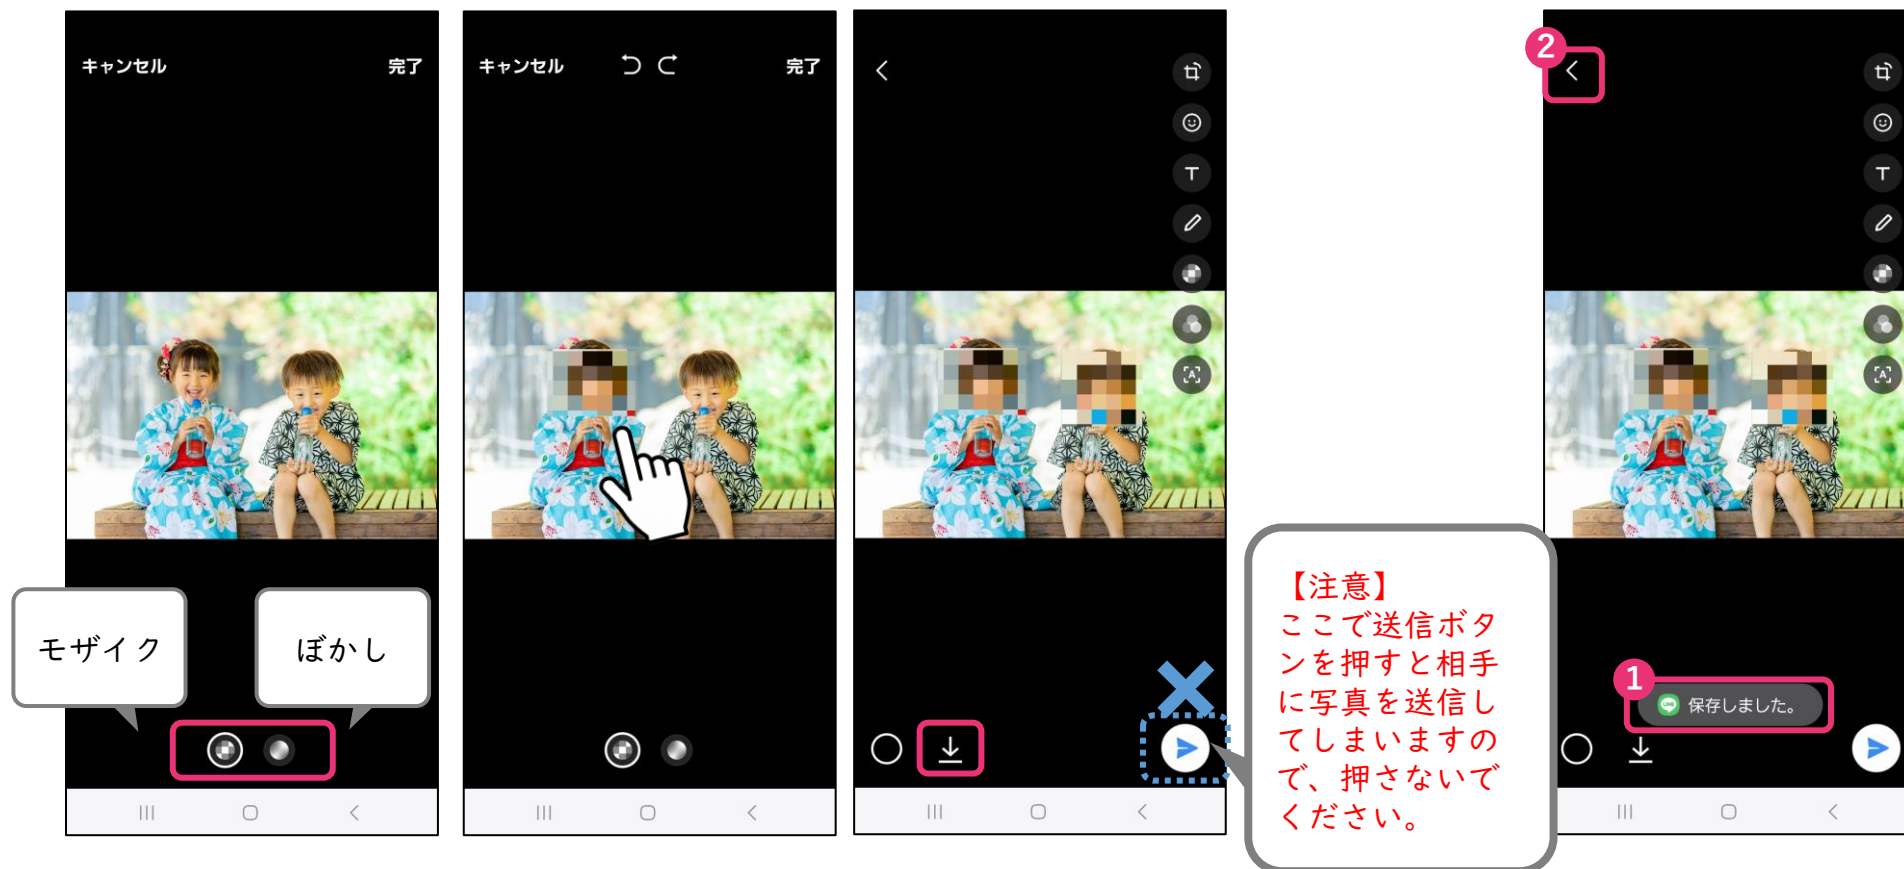 キャンセル 完了
モザイク
ぼかし
キャンセル 完了
T
A
【注意】
ここで送信ボタ
ンを押すと相手
に写真を送信し
てしまいますの
で、押さないで
ください。
2
T
A
1
保存しました。